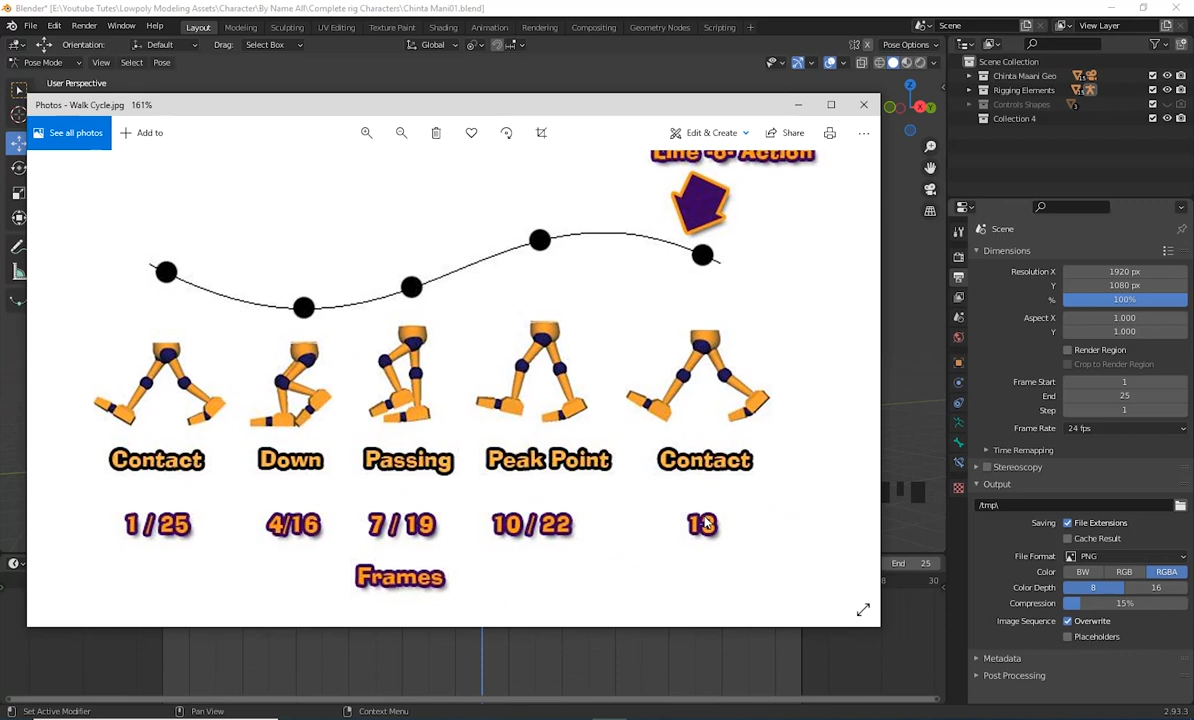 Blender* [E:\Youtube Tutes\Lowpoly Modeling Assets\Character\By Name All\Complete rig Characters\Chinta Mani01.blend]
File Edit Render Window Help Layout Modeling Sculpting UV Editing Texture Paint Shading Animation Rendering Compositing Geometry Nodes Scripting + Scene View Layer
Orientation: Default Drag: Select Box Global Pose Options
Pose Mode View Select Pose
User Perspective
Scene Collection
Chinta Maani Geo
Rigging Elements
Controls Shapes
Collection 4
Photos - Walk Cycle.jpg 161%
See all photos + Add to Edit & Create Share
Line -o- Action
Contact Down Passing Peak Point Contact
1 / 25 4/16 7 / 19 10 / 22 13
Frames
Scene
Dimensions
Resolution X 1920 px
Y 1080 px
% 100%
Aspect X 1.000
Y 1.000
Render Region
Crop to Render Region
Frame Start 1
End 25
Step 1
Frame Rate 24 fps
Time Remapping
Stereoscopy
Output
/tmp\
Saving File Extensions
Cache Result
File Format PNG
Color BW RGB RGBA
Color Depth 8 16
Compression 15%
Image Sequence Overwrite
Placeholders
Metadata
Post Processing
End 25
30
Set Active Modifier Pan View Context Menu 2.93.3